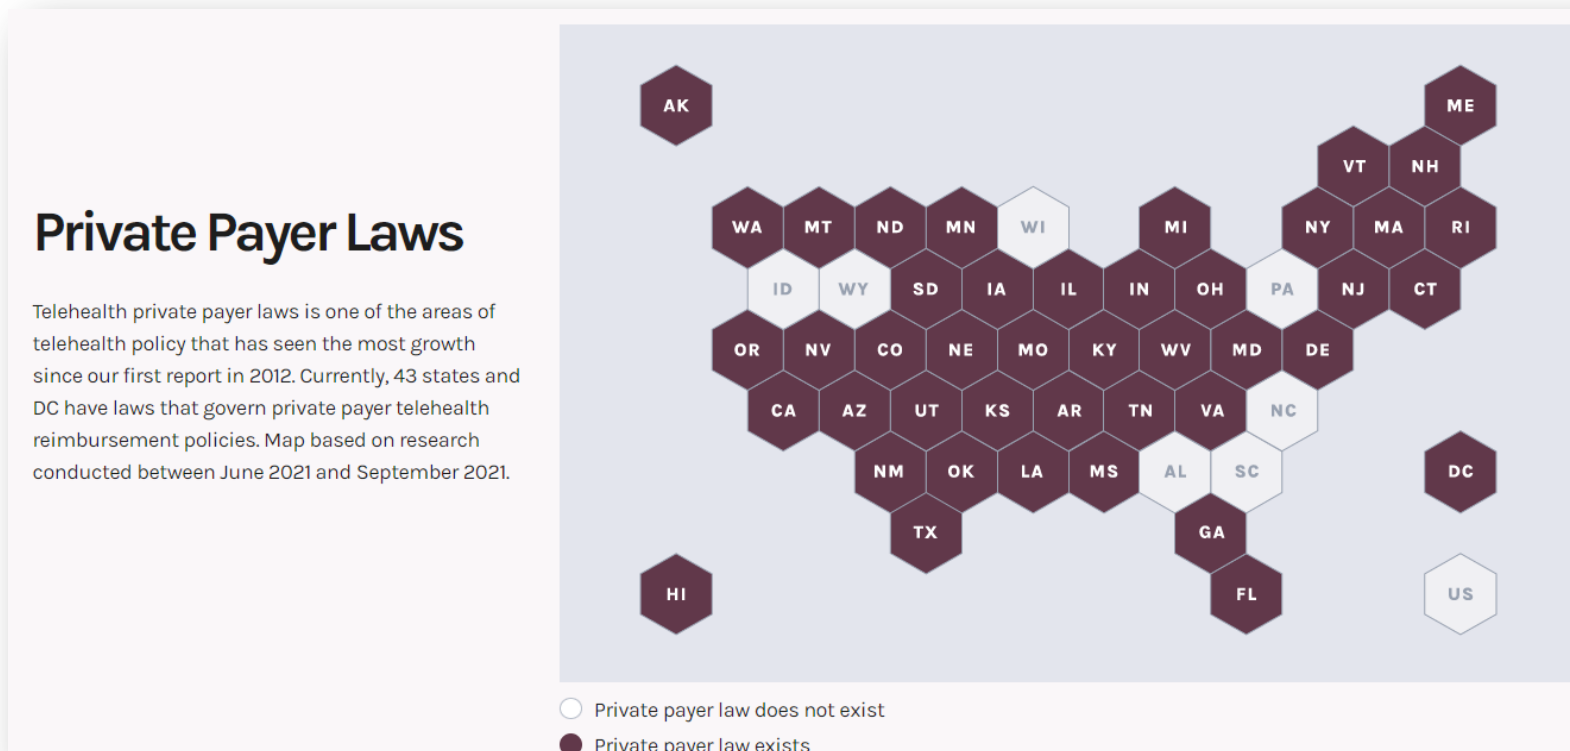 Private Payer Laws
Telehealth private payer laws is one of the areas of
telehealth policy that has seen the most growth
since our first report in 2012. Currently, 43 states and
DC have laws that govern private payer telehealth
reimbursement policies. Map based on research
conducted between June 2021 and September 2021.
AK ME
VT NH
WA MT ND MN WI MI NY MA RI
ID WY SD IA IL IN OH PA NJ CT
OR NV CO NE MO KY WV MD DE
CA AZ UT KS AR TN VA NC
NM OK LA MS AL SC DC
TX GA
HI FL US
Private payer law does not exist
Private payer law exists